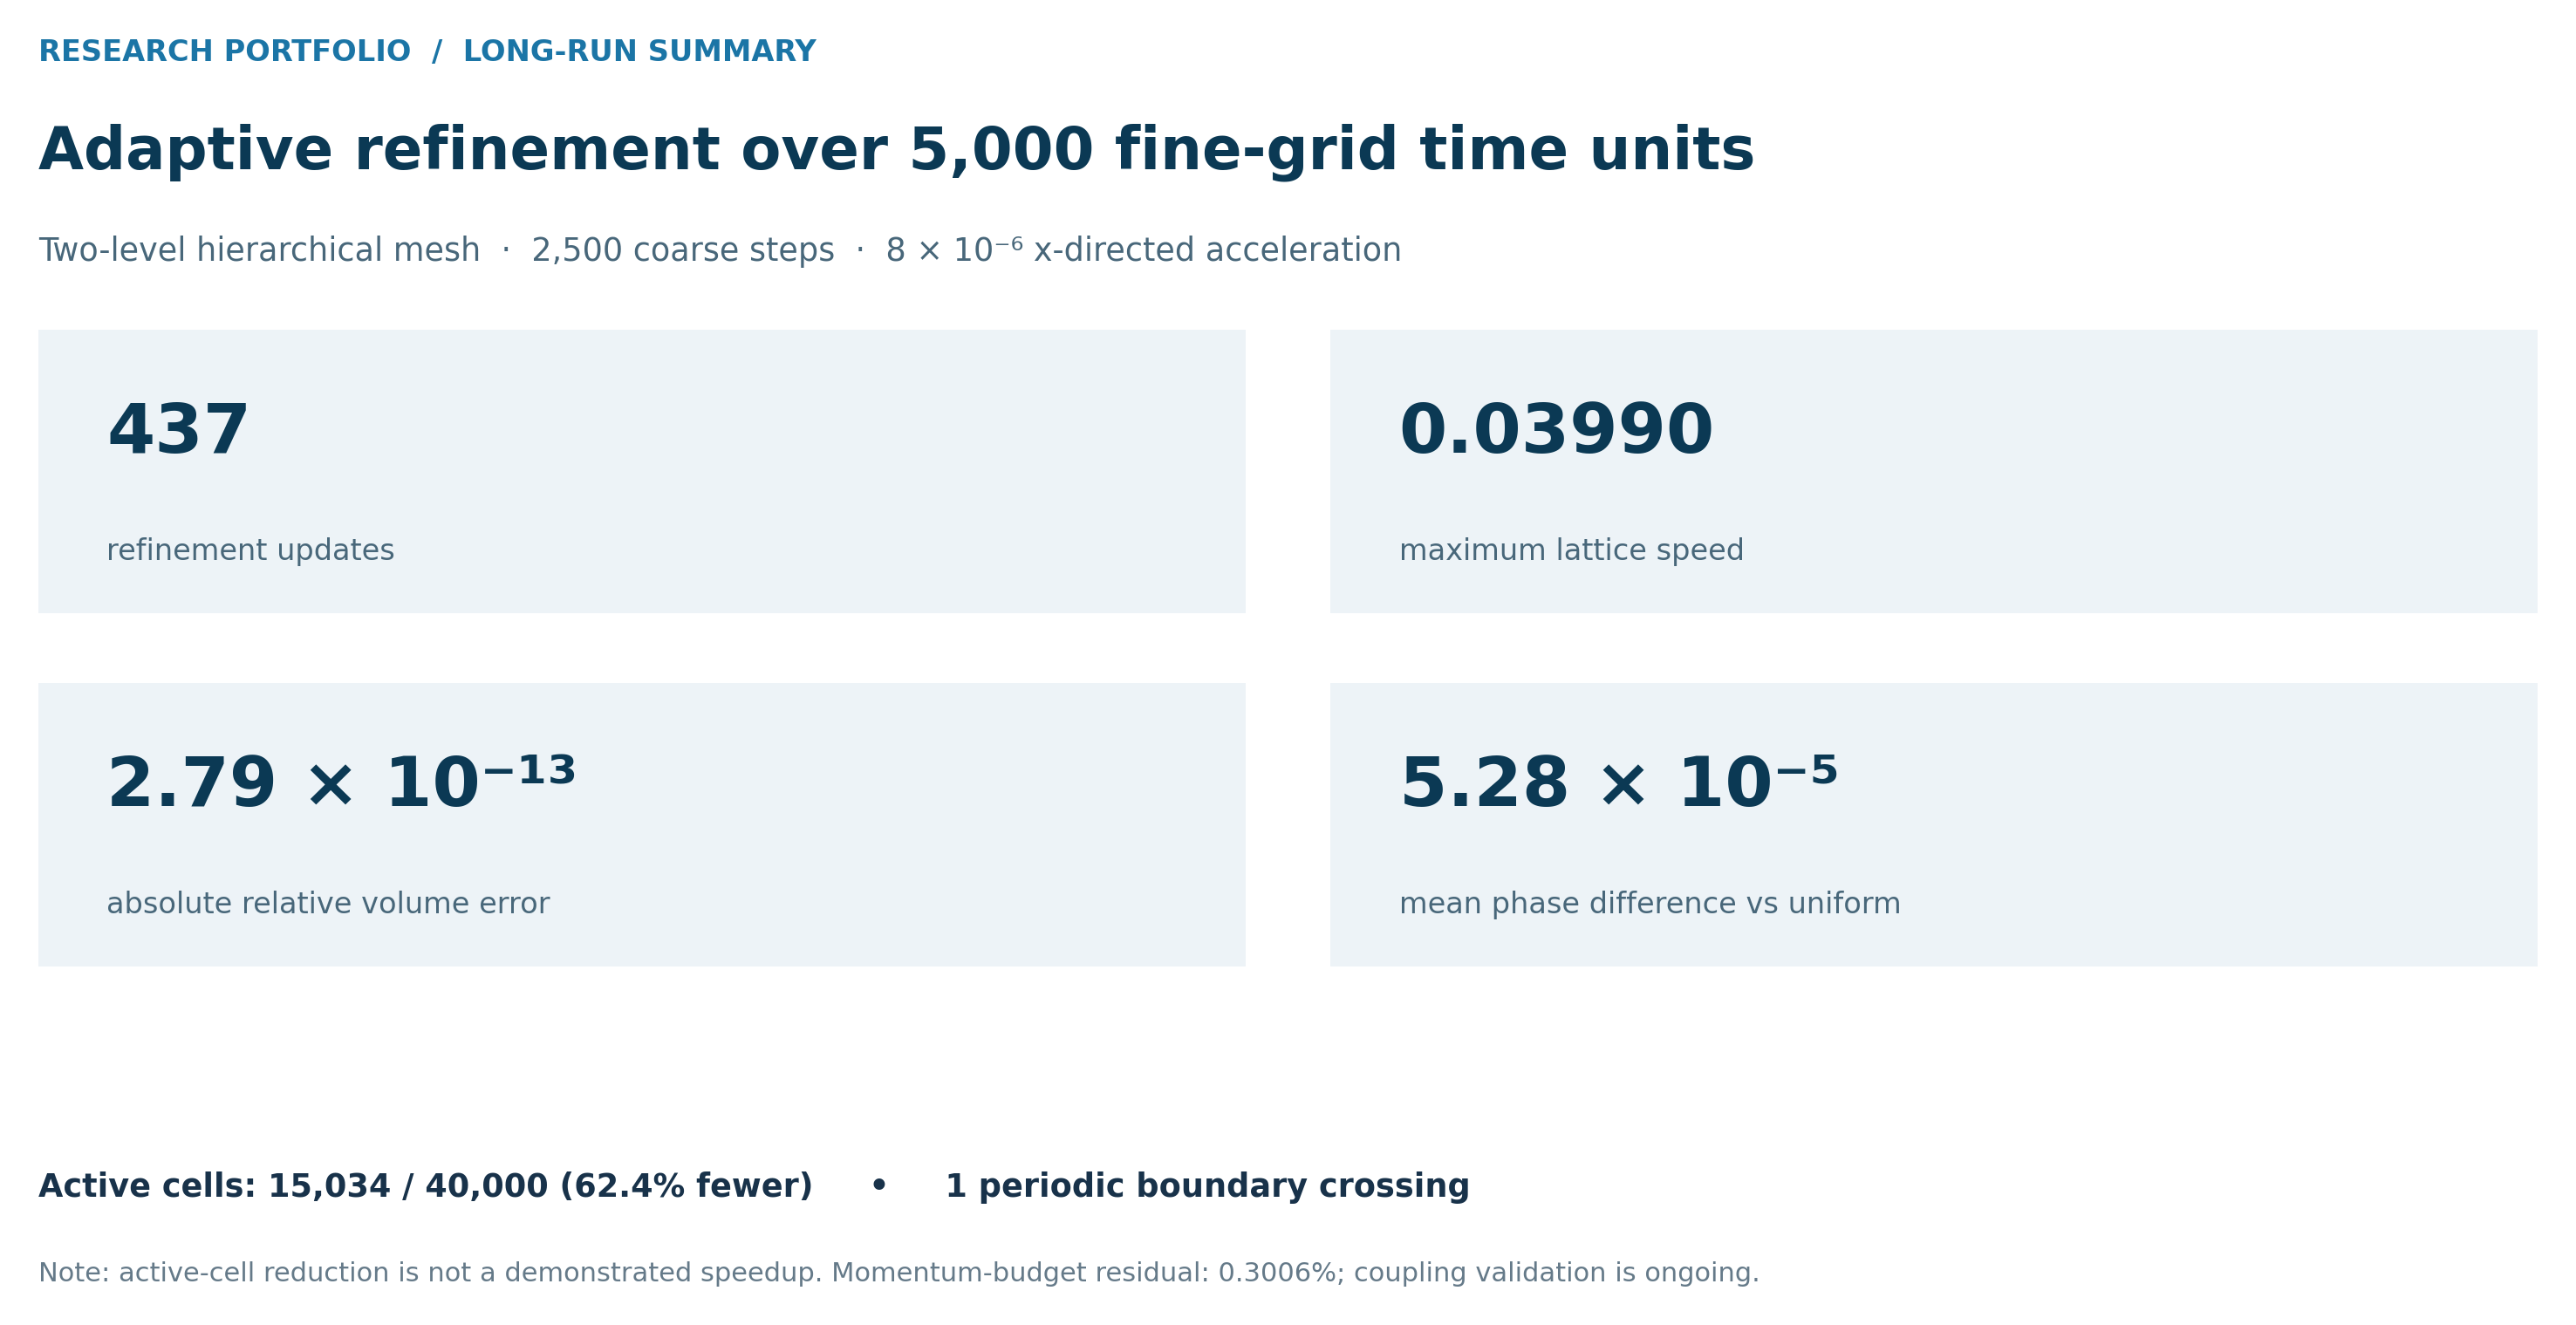 RESEARCH PORTFOLIO / LONG-RUN SUMMARY
Adaptive refinement over 5,000 fine-grid time units
Two-level hierarchical mesh · 2,500 coarse steps · 8 × 10⁻⁶ x-directed acceleration
437
refinement updates
0.03990
maximum lattice speed
2.79 × 10⁻¹³
absolute relative volume error
5.28 × 10⁻⁵
mean phase difference vs uniform
Active cells: 15,034 / 40,000 (62.4% fewer) • 1 periodic boundary crossing
Note: active-cell reduction is not a demonstrated speedup. Momentum-budget residual: 0.3006%; coupling validation is ongoing.